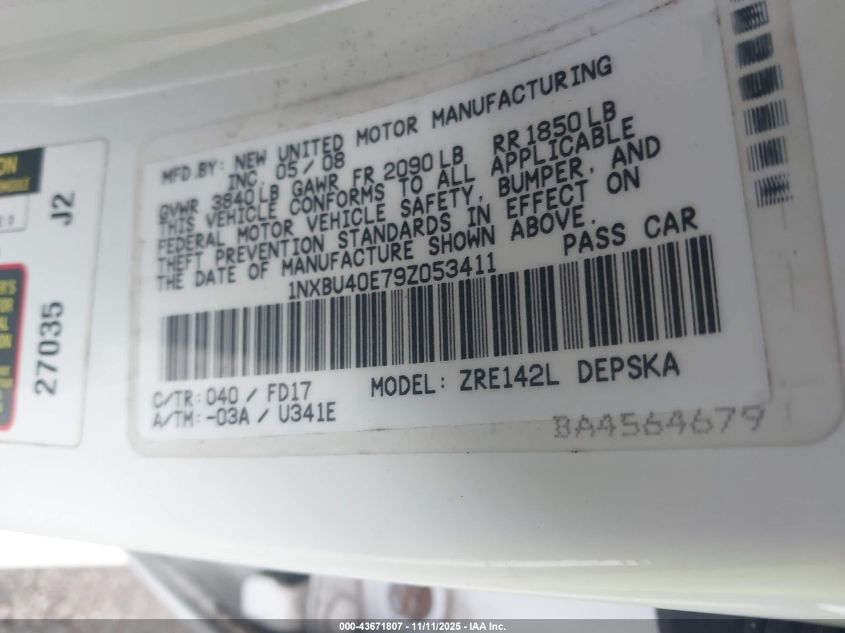 MFD.BY: NEW UNITED MOTOR MANUFACTURING
INC. 05/08
GVWR 3840LB GAWR FR 2090LB RR1850LB
THIS VEHICLE CONFORMS TO ALL APPLICABLE
FEDERAL MOTOR VEHICLE SAFETY, BUMPER, AND
THEFT PREVENTION STANDARDS IN EFFECT ON
THE DATE OF MANUFACTURE SHOWN ABOVE.
1NXBU40E79Z053411 PASS CAR
C/TR: 040 / FD17 MODEL: ZRE142L DEPSKA
A/TM: -03A / U341E
BA4564679
J2
27035
000-43671807 - 11/11/2025 - IAA Inc.